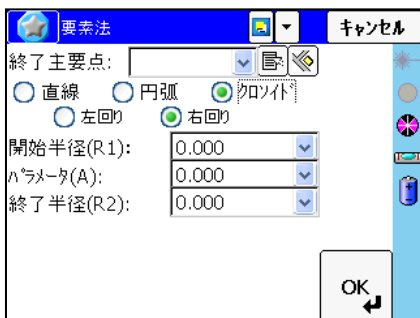 要素法 キャンセル
終了主要点:
直線 円弧 ｸﾛｿｲﾄﾞ
左回り 右回り
開始半径(R1): 0.000
ﾊﾟﾗﾒｰﾀ(A): 0.000
終了半径(R2): 0.000
OK